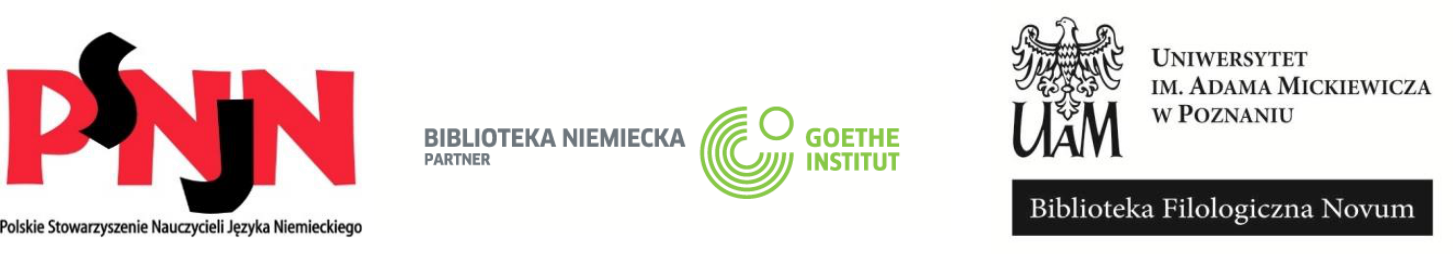 PSNJN
Polskie Stowarzyszenie Nauczycieli Języka Niemieckiego
BIBLIOTEKA NIEMIECKA
PARTNER
GOETHE
INSTITUT
UAM
UNIWERSYTET
IM. ADAMA MICKIEWICZA
W POZNANIU
Biblioteka Filologiczna Novum